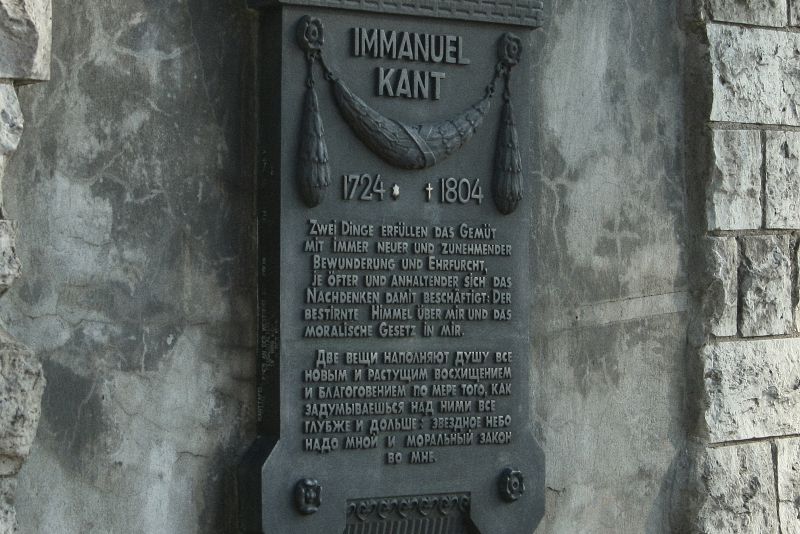 IMMANUEL
KANT
1724 1804
ZWEI DINGE ERFÜLLEN DAS GEMÜT
MIT IMMER NEUER UND ZUNEHMENDER
BEWUNDERUNG UND EHRFURCHT,
JE ÖFTER UND ANHALTENDER SICH DAS
NACHDENKEN DAMIT BESCHÄFTIGT: DER
BESTIRNTE HIMMEL ÜBER MIR UND DAS
MORALISCHE GESETZ IN MIR.
ДВЕ ВЕЩИ НАПОЛНЯЮТ ДУШУ ВСЕ
НОВЫМ И РАСТУЩИМ ВОСХИЩЕНИЕМ
И БЛАГОГОВЕНИЕМ ПО МЕРЕ ТОГО, КАК
ЗАДУМЫВАЕШЬСЯ НАД НИМИ ВСЕ
ГЛУБЖЕ И ДОЛЬШЕ: ЗВЕЗДНОЕ НЕБО
НАДО МНОЙ И МОРАЛЬНЫЙ ЗАКОН
ВО МНЕ.